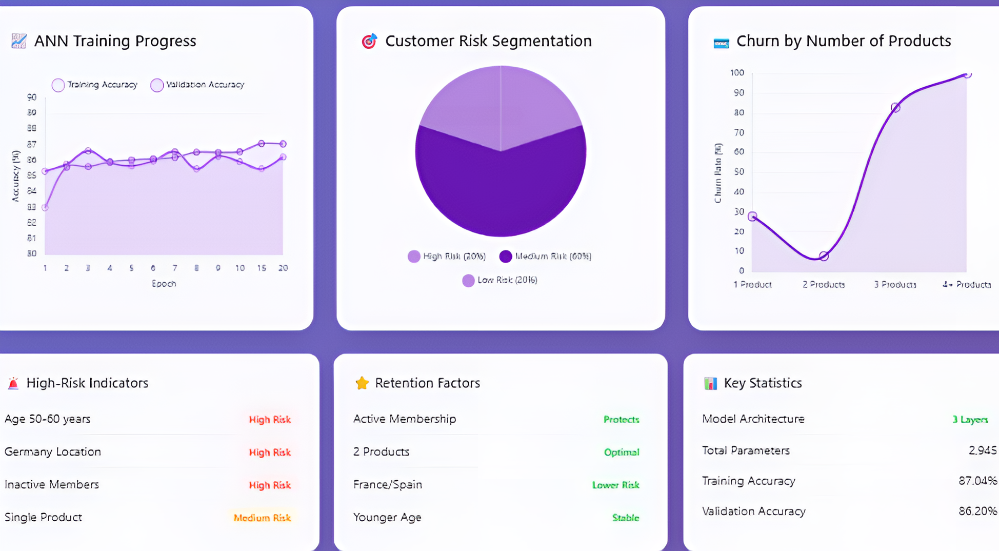 ANN Training Progress
Training Accuracy
Validation Accuracy
90
87
86
85
84
82
81
80
Accuracy (%)
1 2 3 4 5 6 7 8 9 10 15 20
Epoch
Customer Risk Segmentation
High Risk (20%)
Medium Risk (60%)
Low Risk (20%)
Churn by Number of Products
100
90
80
70
60
50
40
30
20
10
0
Churn Rate (%)
1 Product 2 Products 3 Products 4+ Products
High-Risk Indicators
Age 50-60 years High Risk
Germany Location High Risk
Inactive Members High Risk
Single Product Medium Risk
Retention Factors
Active Membership Protects
2 Products Optimal
France/Spain Lower Risk
Younger Age Stable
Key Statistics
Model Architecture 3 Layers
Total Parameters 2,945
Training Accuracy 87.04%
Validation Accuracy 86.20%